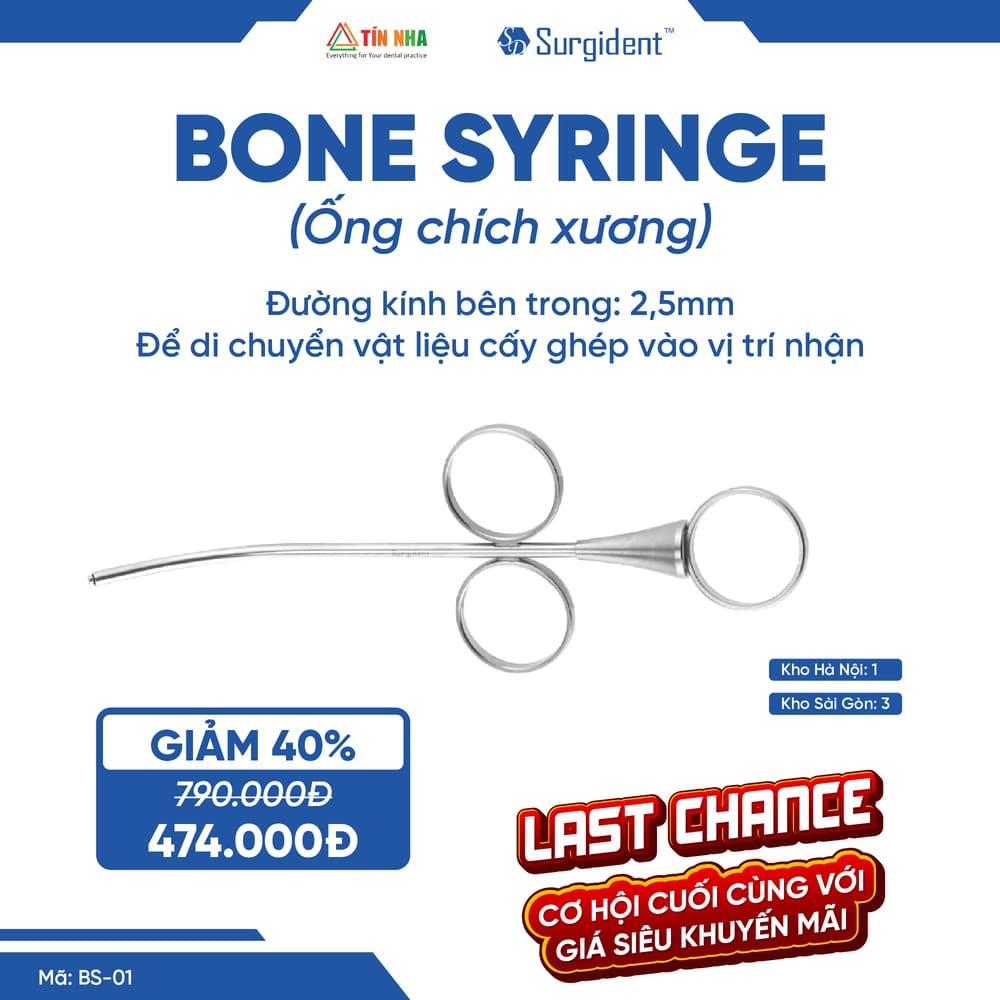 TÍN NHA
Everything for Your dental practice
SD Surgident™
BONE SYRINGE
(Ống chích xương)
Đường kính bên trong: 2,5mm
Để di chuyển vật liệu cấy ghép vào vị trí nhận
Surgident
Kho Hà Nội: 1
Kho Sài Gòn: 3
GIẢM 40%
790.000Đ
474.000Đ
LAST CHANCE
CƠ HỘI CUỐI CÙNG VỚI
GIÁ SIÊU KHUYẾN MÃI
Mã: BS-01